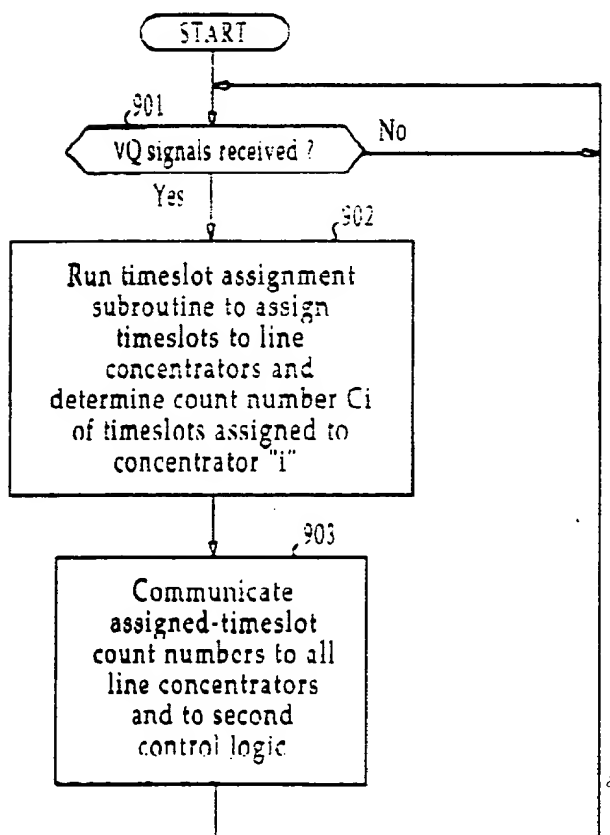 START
901
VQ signals received ?
No
Yes
902
Run timeslot assignment
subroutine to assign
timeslots to line
concentrators and
determine count number Ci
of timeslots assigned to
concentrator "i"
903
Communicate
assigned-timeslot
count numbers to all
line concentrators
and to second
control logic